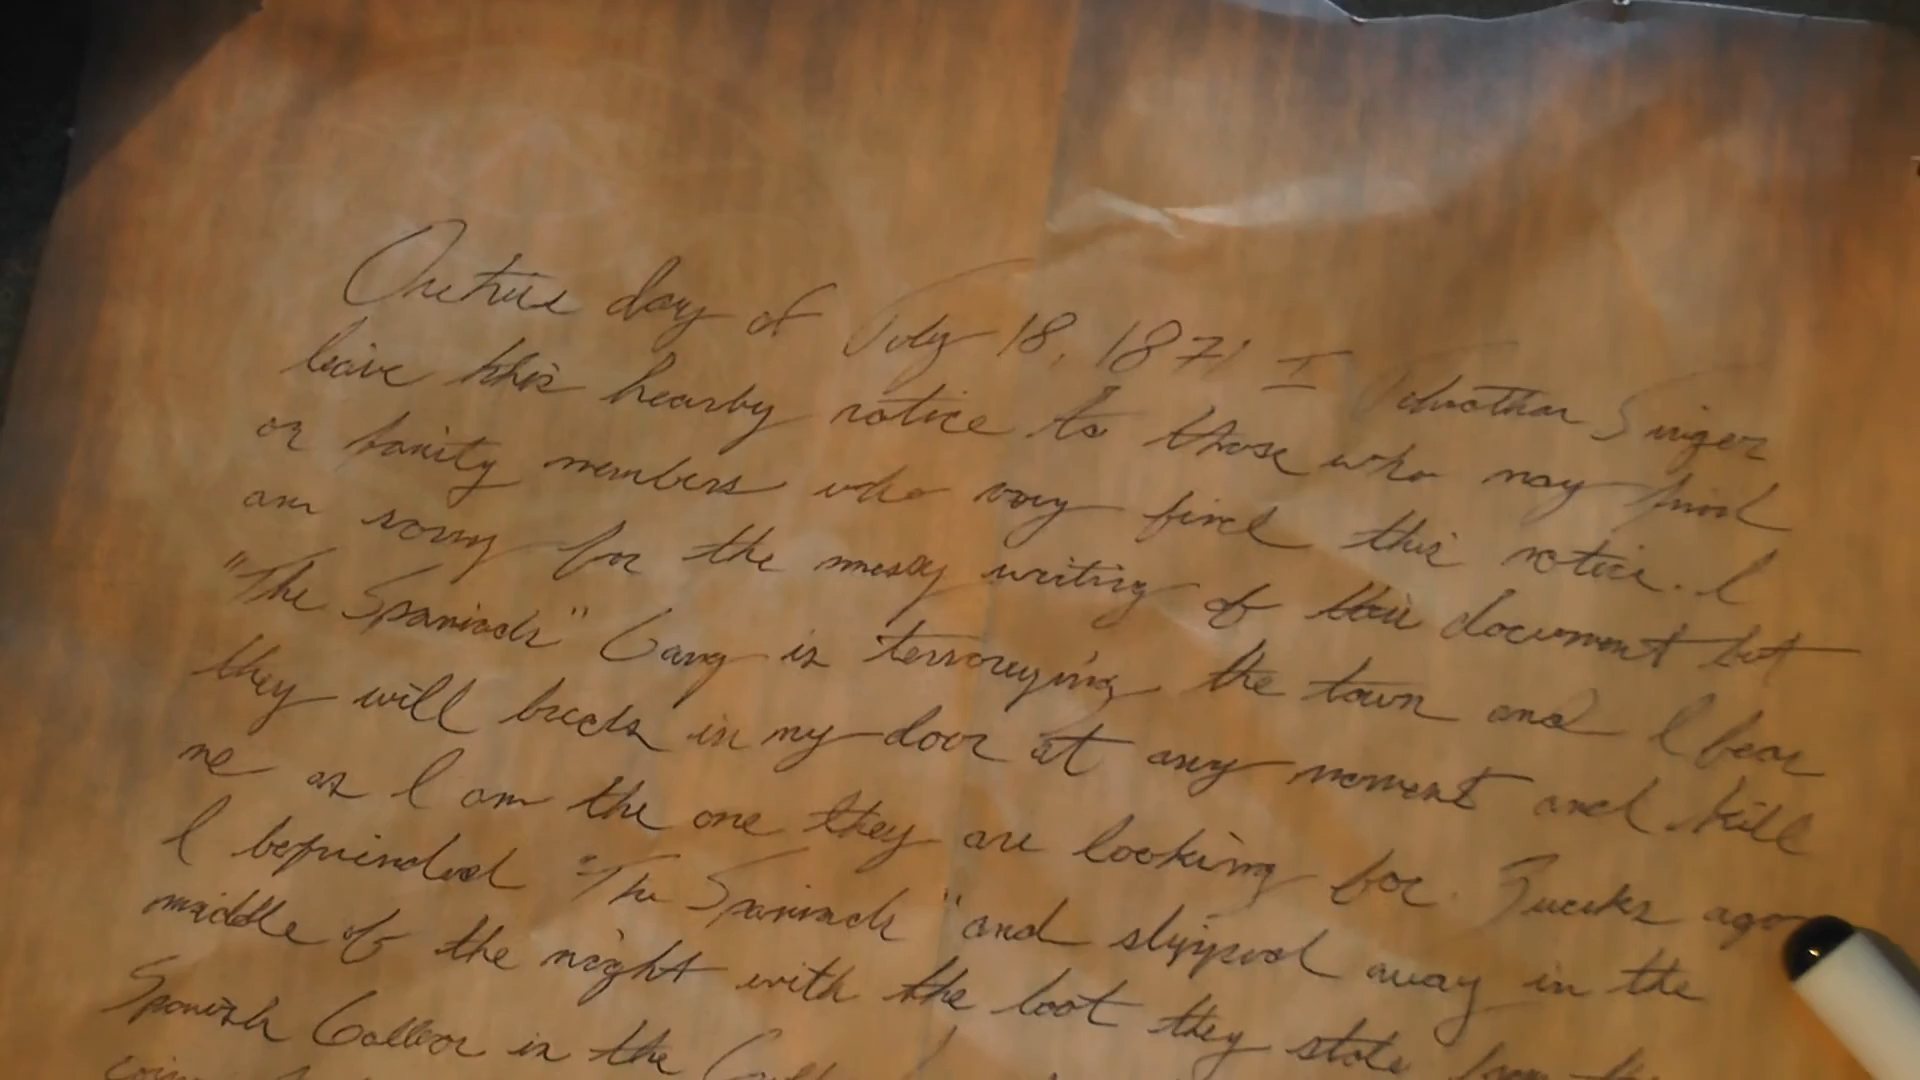 On this day of July 18, 1871 I Johnathan Singer
leave this hearby notice to those who may find
or family members who may find this notice. I
am sorry for the messy writing of this document but
"The Spaniards" Gang is terrorying the town and I fear
they will break in my door at any moment and kill
me as I am the one they are looking for. 3 weeks ago
I befriended "The Spaniards" and slipped away in the
middle of the night with the loot they stole from
Spanish Galleon in the